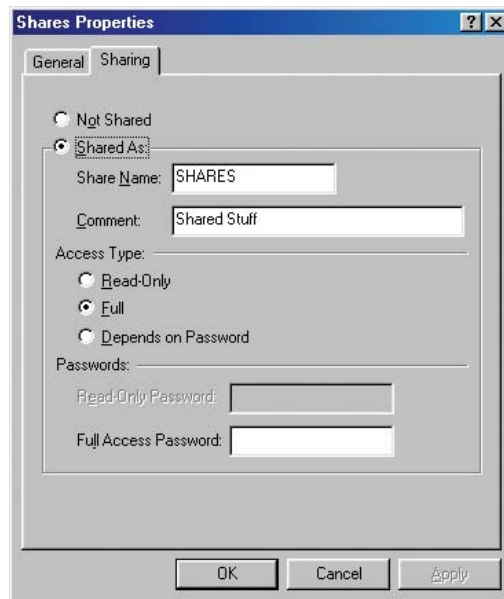 Shares Properties
General Sharing
Not Shared
Shared As:
Share Name: SHARES
Comment: Shared Stuff
Access Type:
Read-Only
Full
Depends on Password
Passwords:
Read-Only Password:
Full Access Password:
OK Cancel Apply